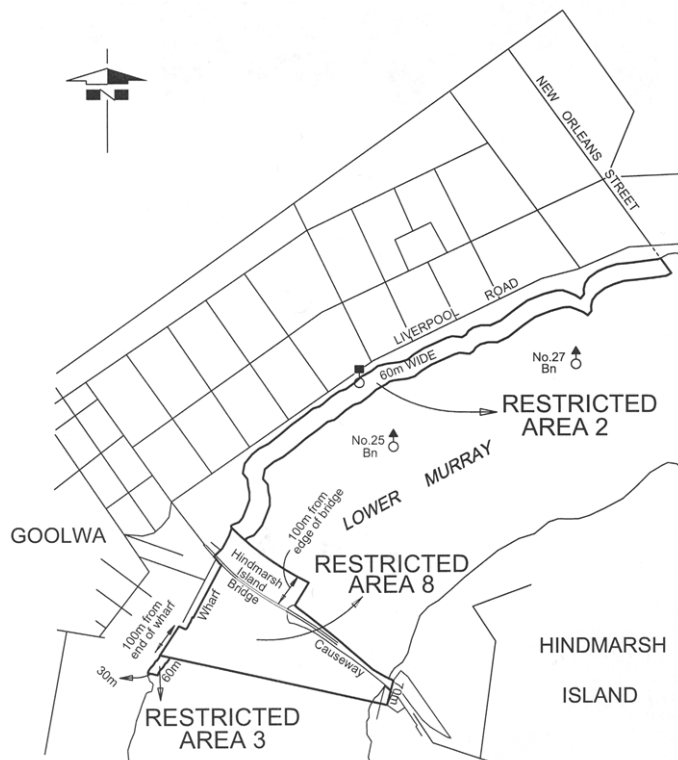 N
NEW ORLEANS STREET
LIVERPOOL ROAD
60m WIDE
No.27
Bn
RESTRICTED
AREA 2
No.25
Bn
LOWER MURRAY
GOOLWA
100m from
edge of bridge
Hindmarsh
Island
Bridge
RESTRICTED
AREA 8
Wharf
100m from
end of wharf
Causeway
HINDMARSH
ISLAND
30m
60m
70m
RESTRICTED
AREA 3